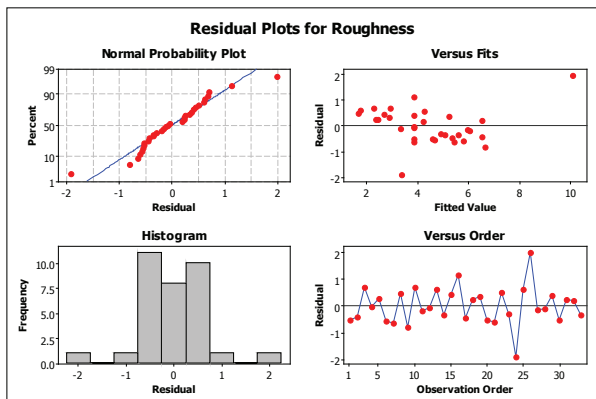 Residual Plots for Roughness
Normal Probability Plot
99
90
50
10
1
Percent
-2 -1 0 1 2
Residual
Versus Fits
2
1
0
-1
-2
Residual
2 4 6 8 10
Fitted Value
Histogram
10.0
7.5
5.0
2.5
0.0
Frequency
-2 -1 0 1 2
Residual
Versus Order
2
1
0
-1
-2
Residual
1 5 10 15 20 25 30
Observation Order